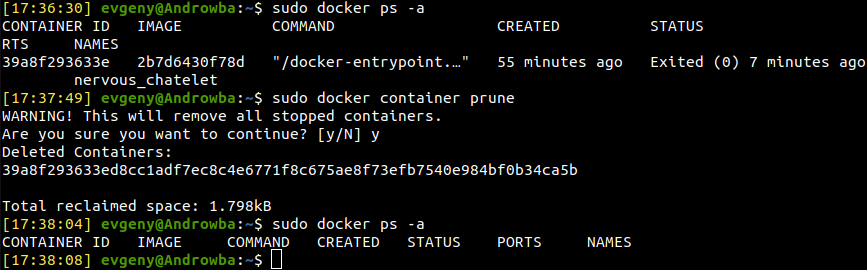 [17:36:30] evgeny@Androwba:~$ sudo docker ps -a
CONTAINER ID   IMAGE          COMMAND                  CREATED          STATUS
RTS     NAMES
39a8f293633e   2b7d6430f78d   "/docker-entrypoint.…"   55 minutes ago   Exited (0) 7 minutes ago
        nervous_chatelet
[17:37:49] evgeny@Androwba:~$ sudo docker container prune
WARNING! This will remove all stopped containers.
Are you sure you want to continue? [y/N] y
Deleted Containers:
39a8f293633ed8cc1adf7ec8c4e6771f8c675ae8f73efb7540e984bf0b34ca5b

Total reclaimed space: 1.798kB
[17:38:04] evgeny@Androwba:~$ sudo docker ps -a
CONTAINER ID   IMAGE     COMMAND   CREATED   STATUS    PORTS     NAMES
[17:38:08] evgeny@Androwba:~$